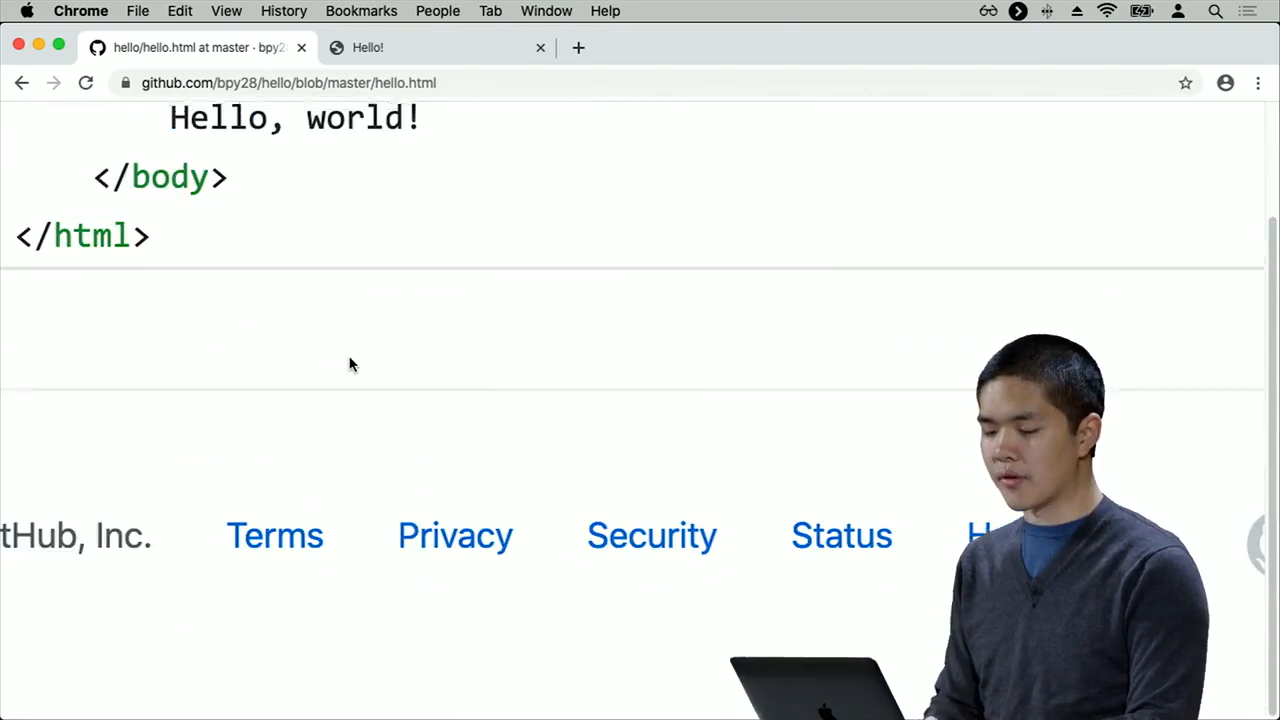 Chrome File Edit View History Bookmarks People Tab Window Help
hello/hello.html at master · bpy2
Hello!
github.com/bpy28/hello/blob/master/hello.html
Hello, world!
</body>
</html>
tHub, Inc. Terms Privacy Security Status H